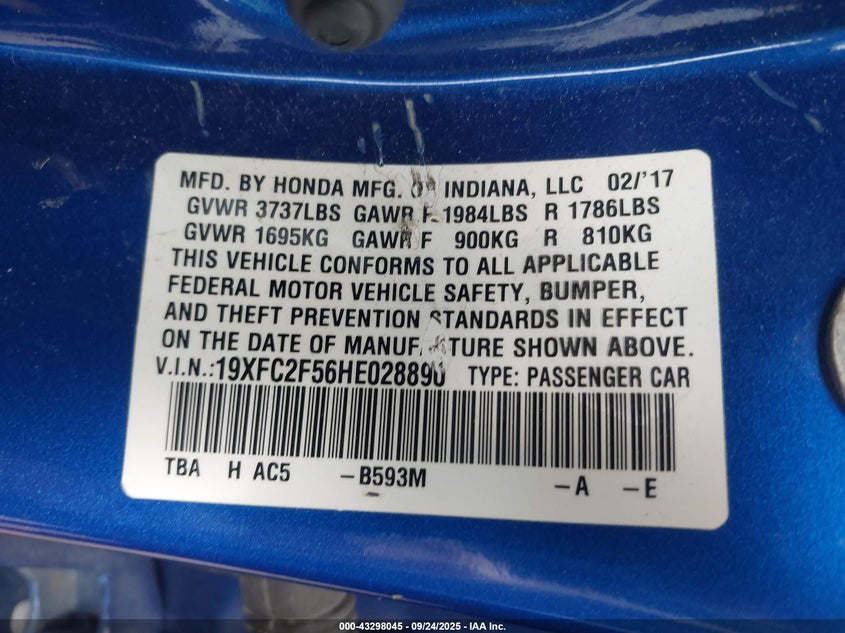 MFD. BY HONDA MFG. OF INDIANA, LLC 02/'17
GVWR 3737LBS GAWR F 1984LBS R 1786LBS
GVWR 1695KG GAWR F 900KG R 810KG
THIS VEHICLE CONFORMS TO ALL APPLICABLE
FEDERAL MOTOR VEHICLE SAFETY, BUMPER,
AND THEFT PREVENTION STANDARDS IN EFFECT
ON THE DATE OF MANUFACTURE SHOWN ABOVE.
V.I.N.:19XFC2F56HE028890 TYPE: PASSENGER CAR
TBA H AC5 -B593M -A -E
000-43298045 - 09/24/2025 - IAA Inc.